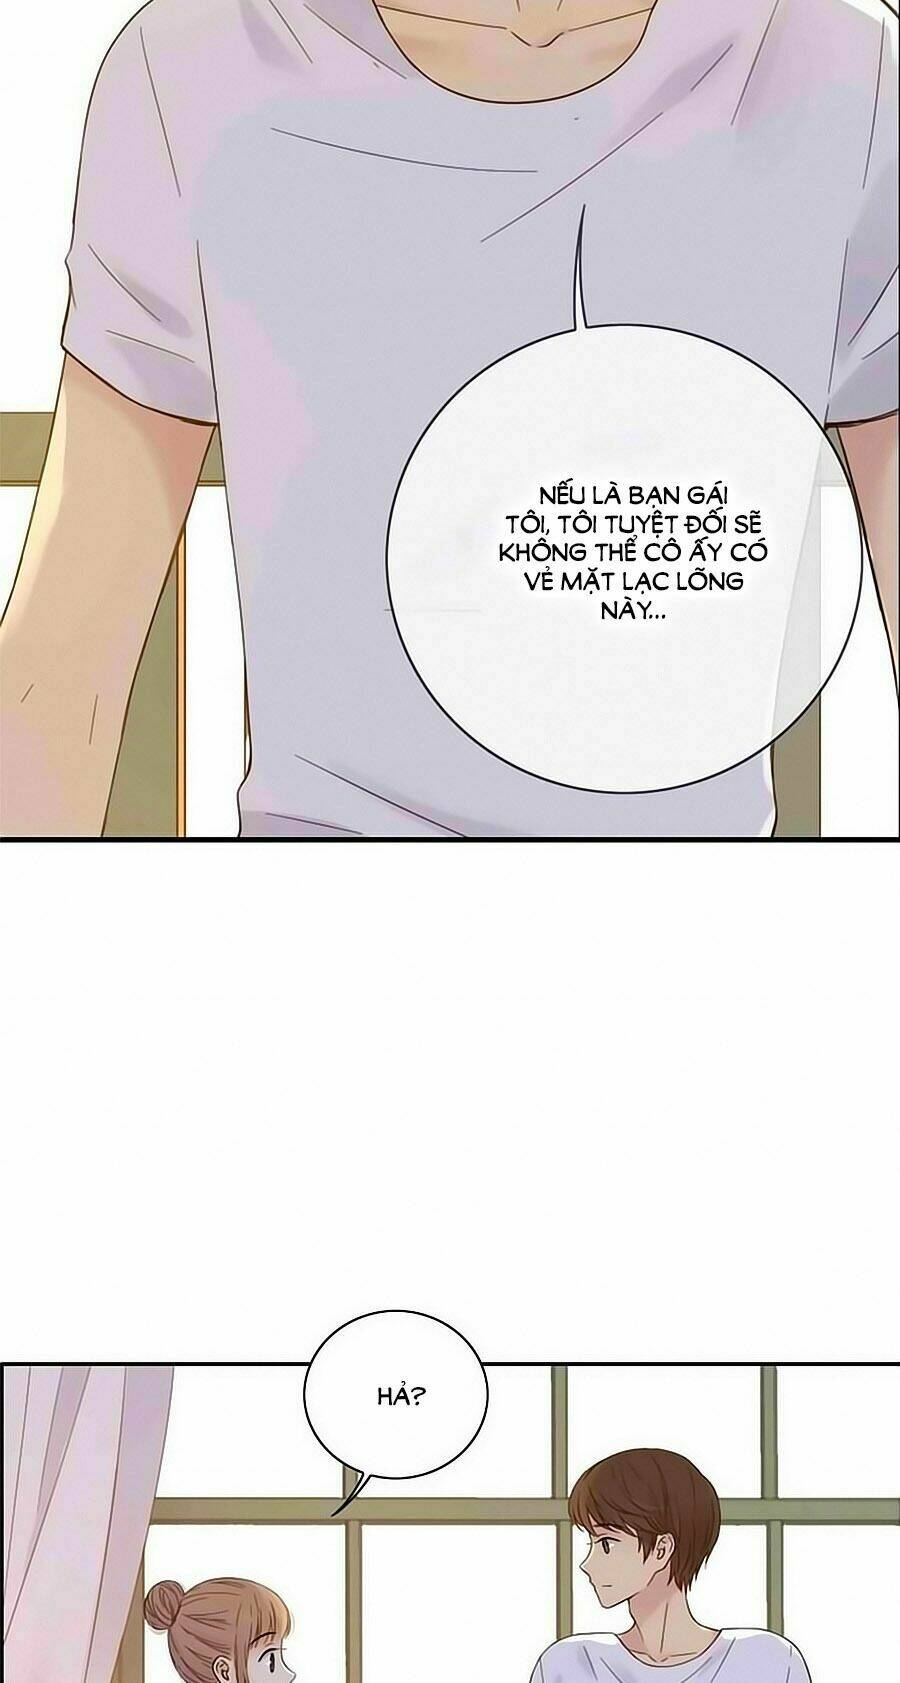 NẾU LÀ BẠN GÁI
TÔI, TÔI TUYỆT ĐỐI SẼ
KHÔNG THỂ CÔ ẤY CÓ
VẺ MẶT LẠC LÕNG
NÀY...
HẢ?